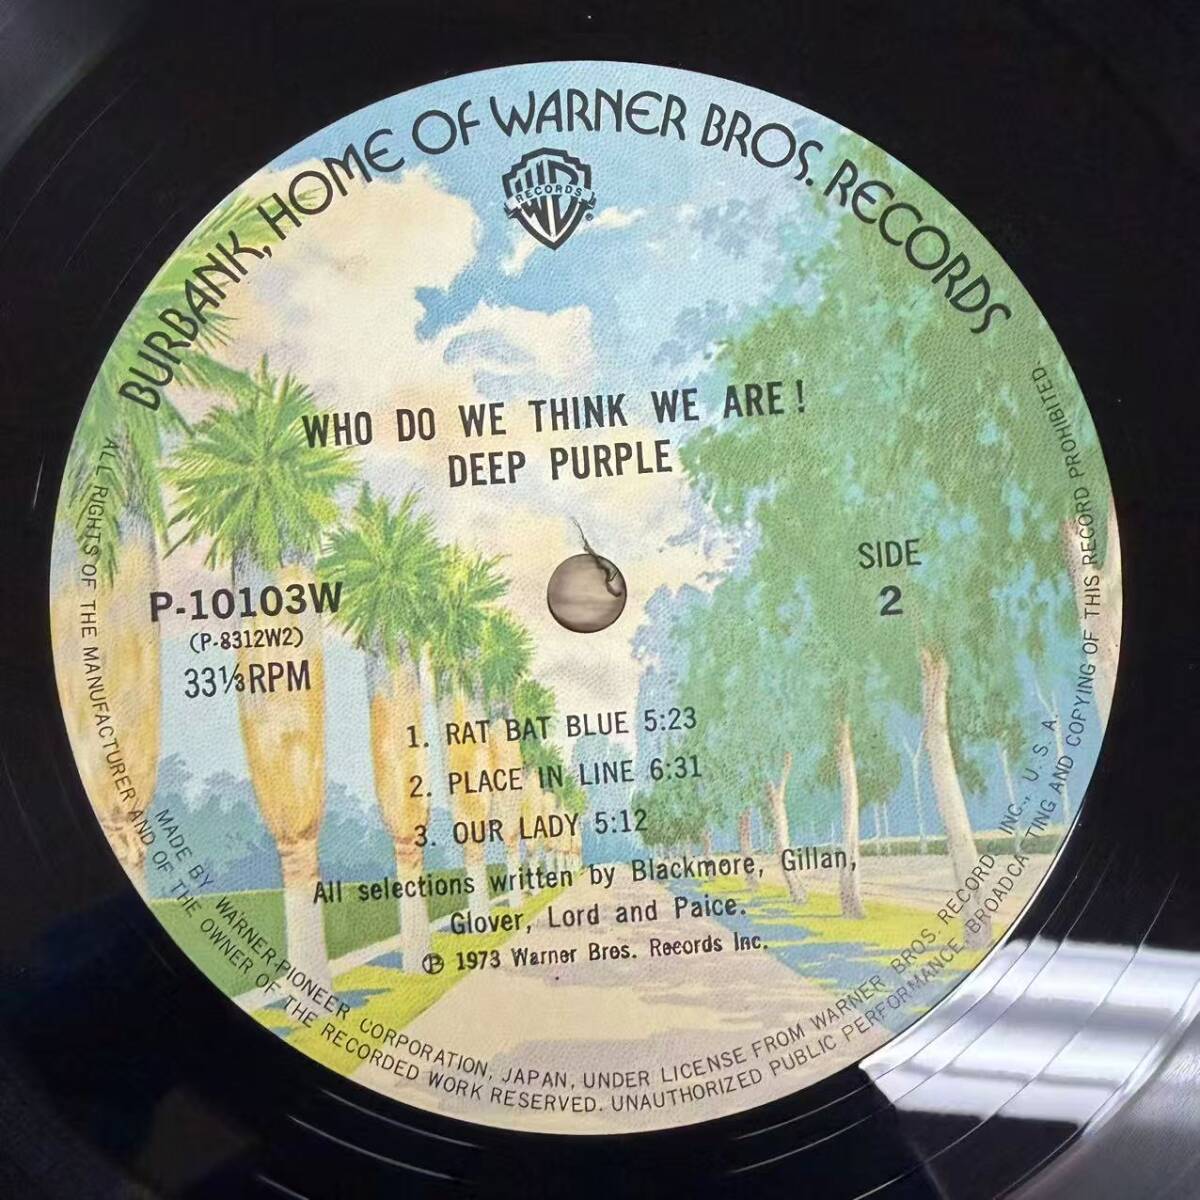 BURBANK, HOME OF WARNER BROS. RECORDS
W
RECORDS
®
WHO DO WE THINK WE ARE!
DEEP PURPLE
P-10103W
(P-8312W2)
33⅓RPM
SIDE
2
1. RAT BAT BLUE 5:23
2. PLACE IN LINE 6:31
3. OUR LADY 5:12
All selections written by Blackmore, Gillan,
Glover, Lord and Paice.
℗ 1973 Warner Bros. Records Inc.
MADE BY WARNER-PIONEER CORPORATION, JAPAN, UNDER LICENSE FROM WARNER BROS. RECORDS INC., U.S.A.
ALL RIGHTS OF THE MANUFACTURER AND OF THE OWNER OF THE RECORDED WORK RESERVED. UNAUTHORIZED PUBLIC PERFORMANCE, BROADCASTING AND COPYING OF THIS RECORD PROHIBITED.